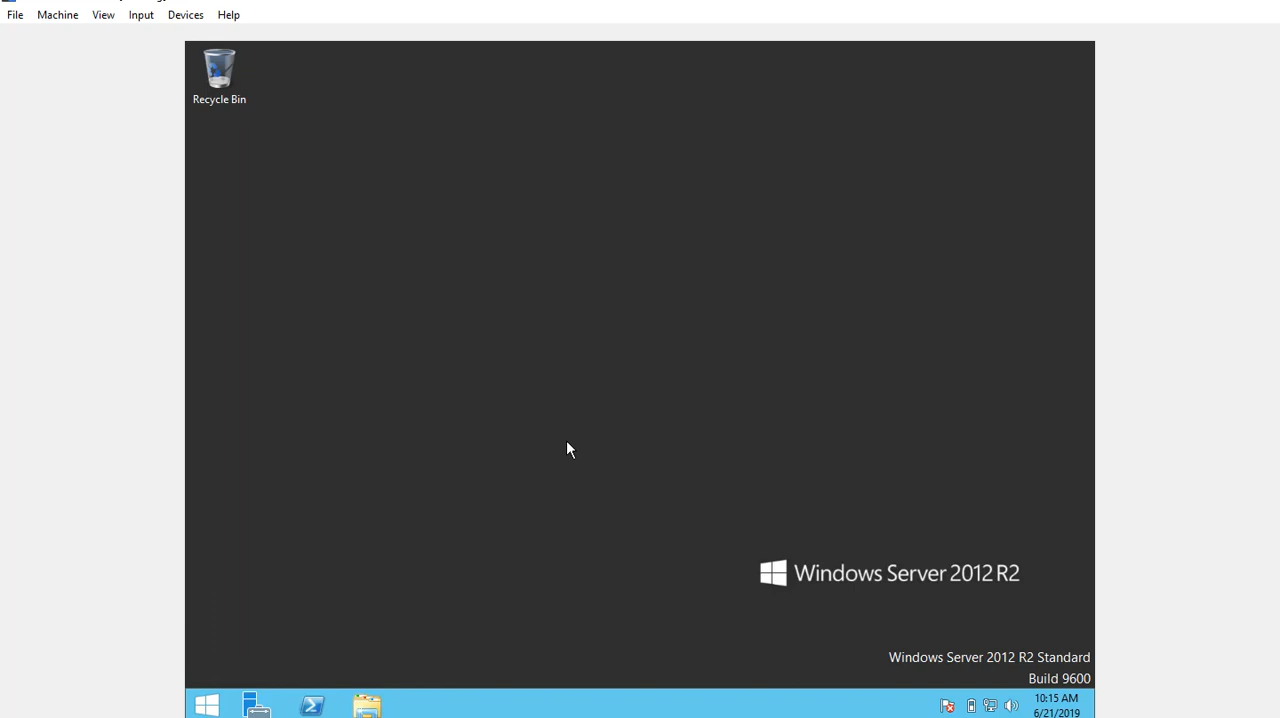 File Machine View Input Devices Help
Recycle Bin
Windows Server 2012 R2
Windows Server 2012 R2 Standard
Build 9600
10:15 AM
6/21/2019